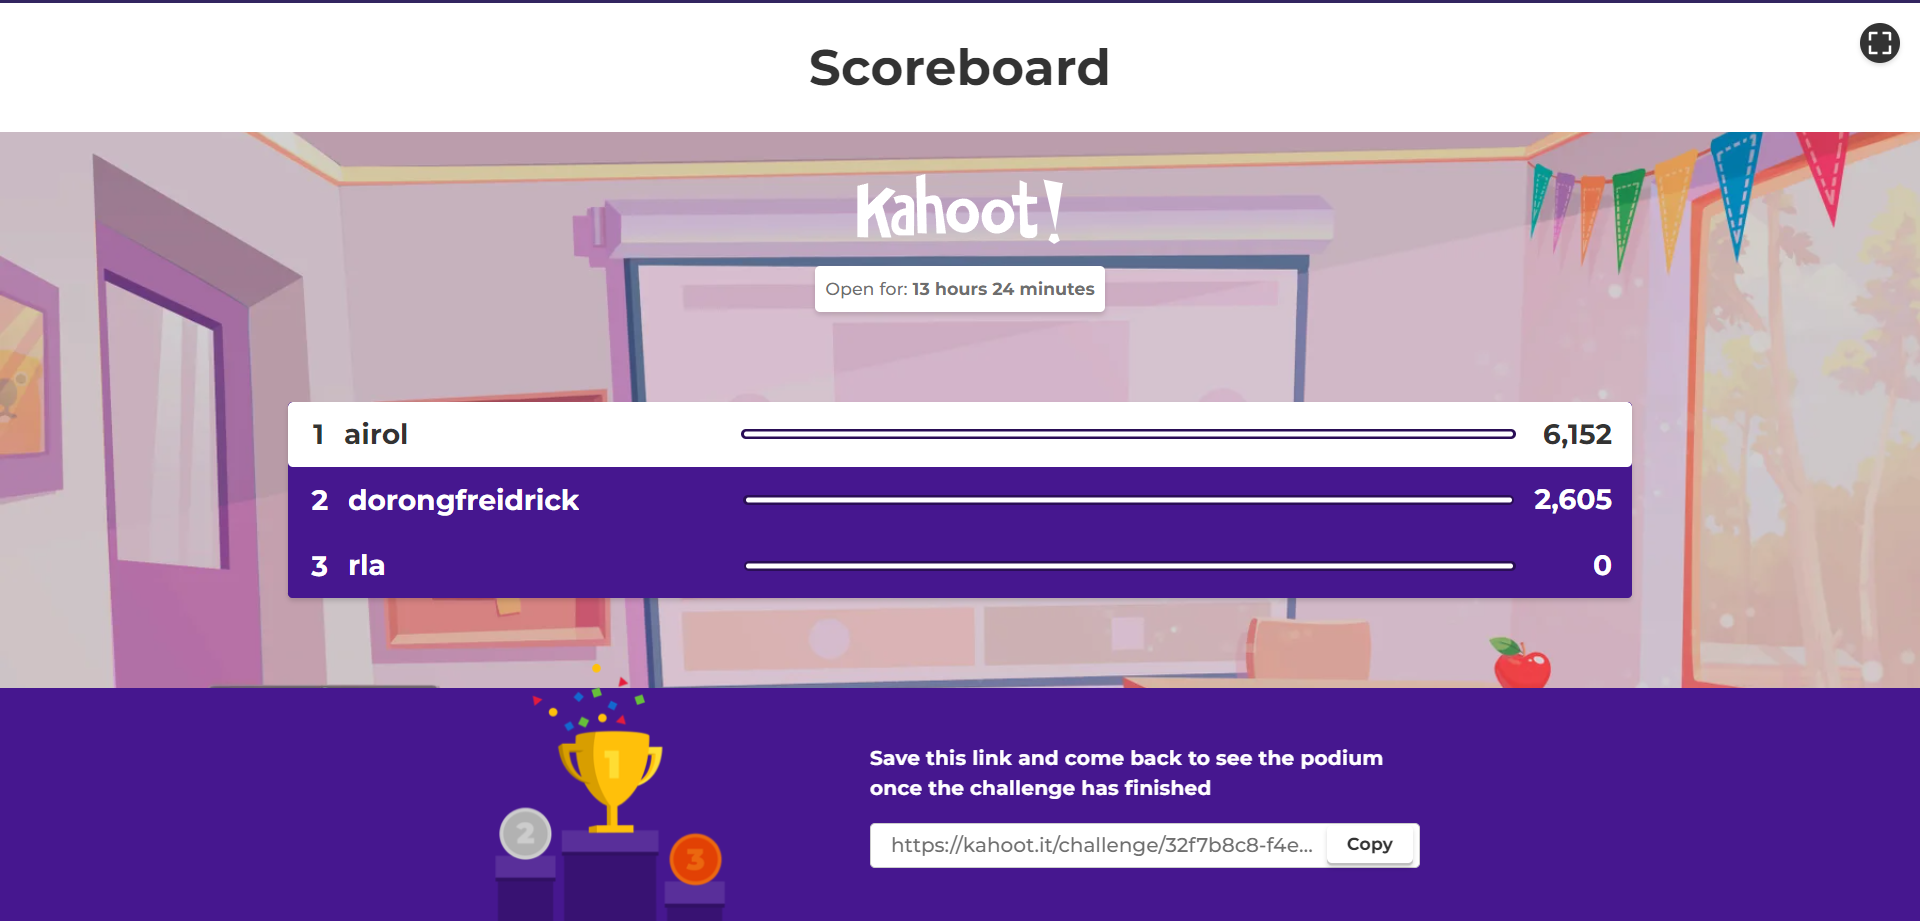 Scoreboard
Kahoot!
Open for: 13 hours 24 minutes
1 airol 6,152
2 dorongfreidrick 2,605
3 rla 0
1
2
3
Save this link and come back to see the podium
once the challenge has finished
https://kahoot.it/challenge/32f7b8c8-f4e... Copy